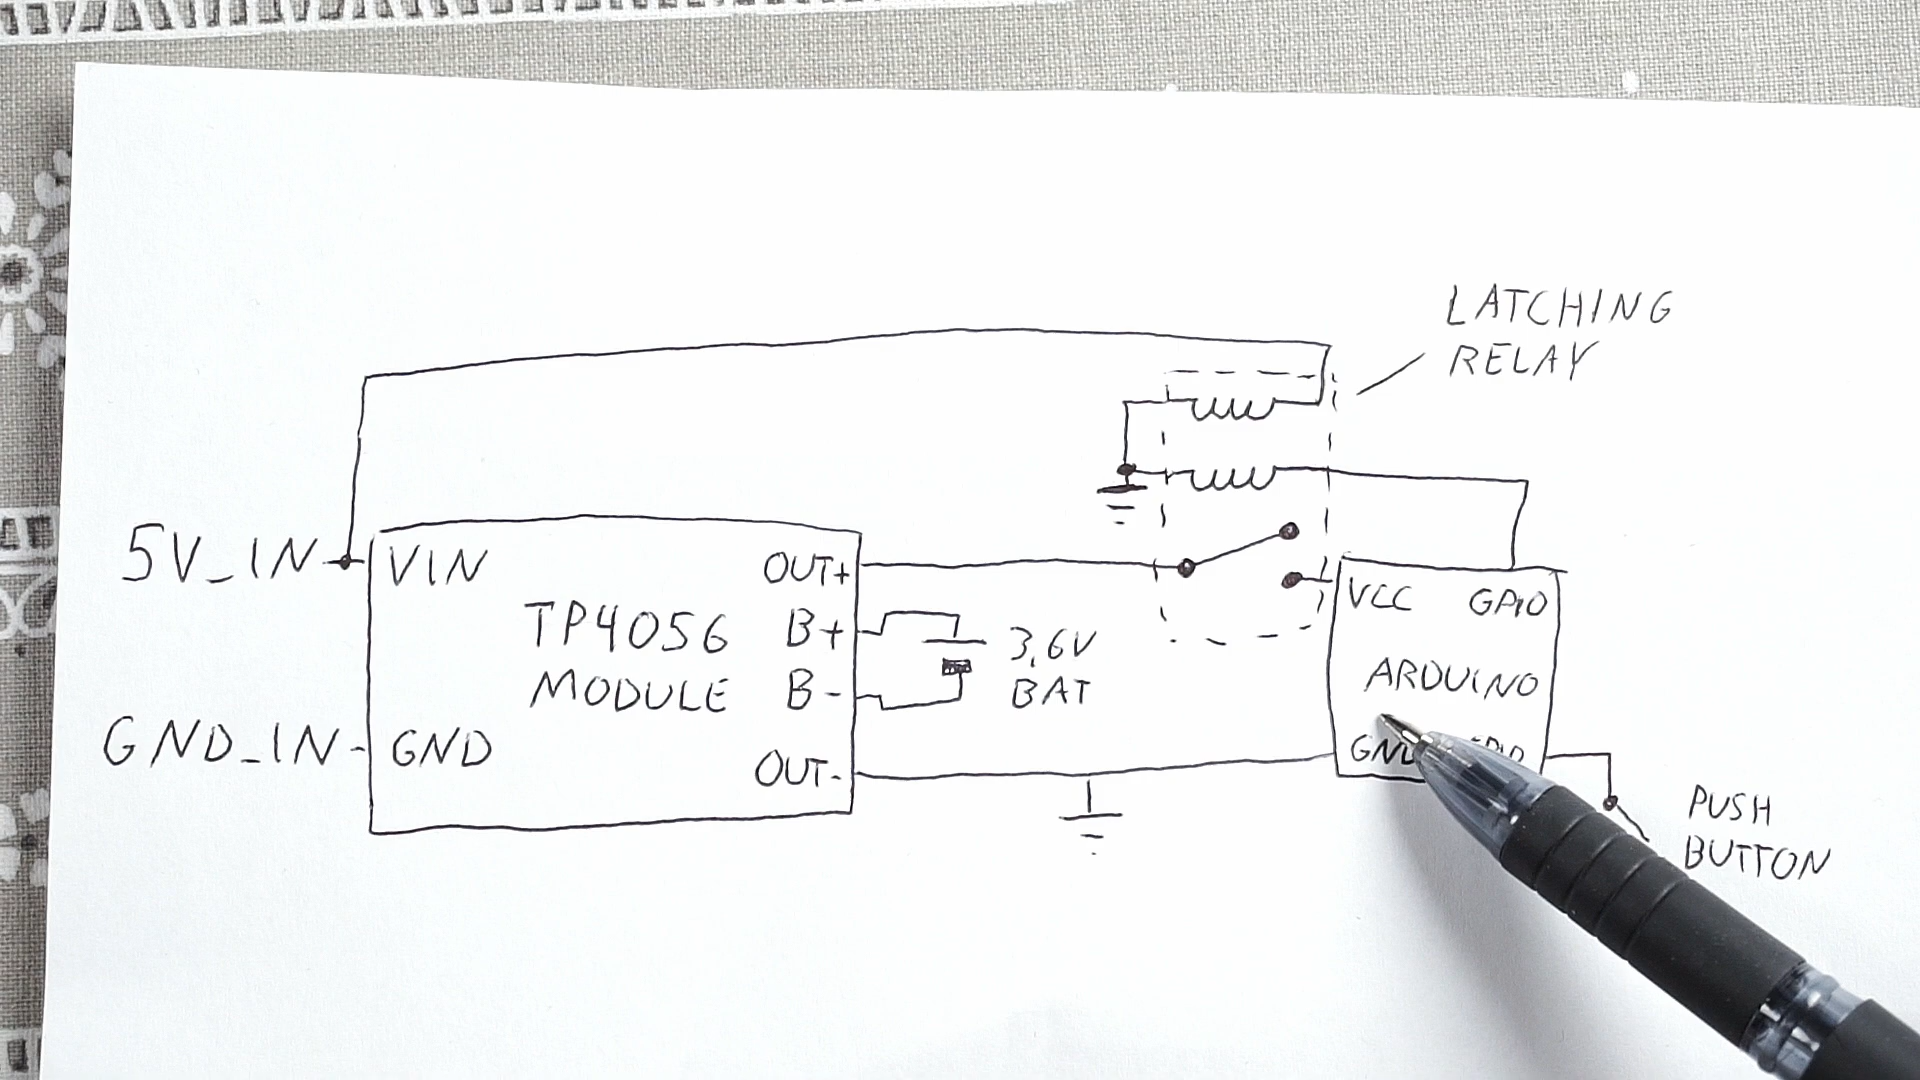 LATCHING
RELAY
5V_IN
VIN
OUT+
TP4056
MODULE
B+
B-
3,6V
BAT
VCC
GPIO
ARDUINO
GND_IN
GND
OUT-
PUSH
BUTTON